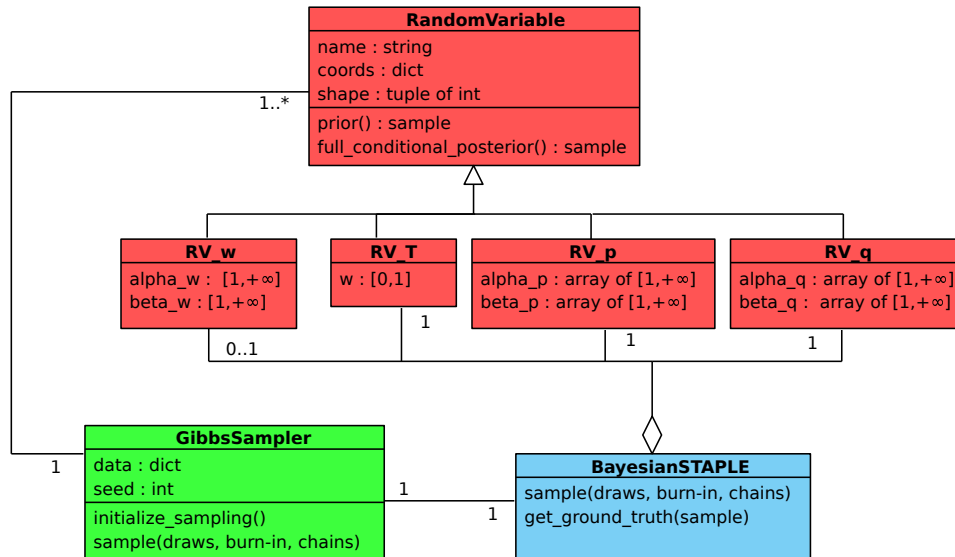 RandomVariable
name : string
coords : dict
shape : tuple of int
1..*
prior() : sample
full_conditional_posterior() : sample
RV_w
alpha_w : [1,+∞]
beta_w : [1,+∞]
RV_T
w : [0,1]
RV_p
alpha_p : array of [1,+∞]
beta_p : array of [1,+∞]
RV_q
alpha_q : array of [1,+∞]
beta_q : array of [1,+∞]
0..1
1
1
1
GibbsSampler
data : dict
seed : int
initialize_sampling()
sample(draws, burn-in, chains)
1
1
1
BayesianSTAPLE
sample(draws, burn-in, chains)
get_ground_truth(sample)